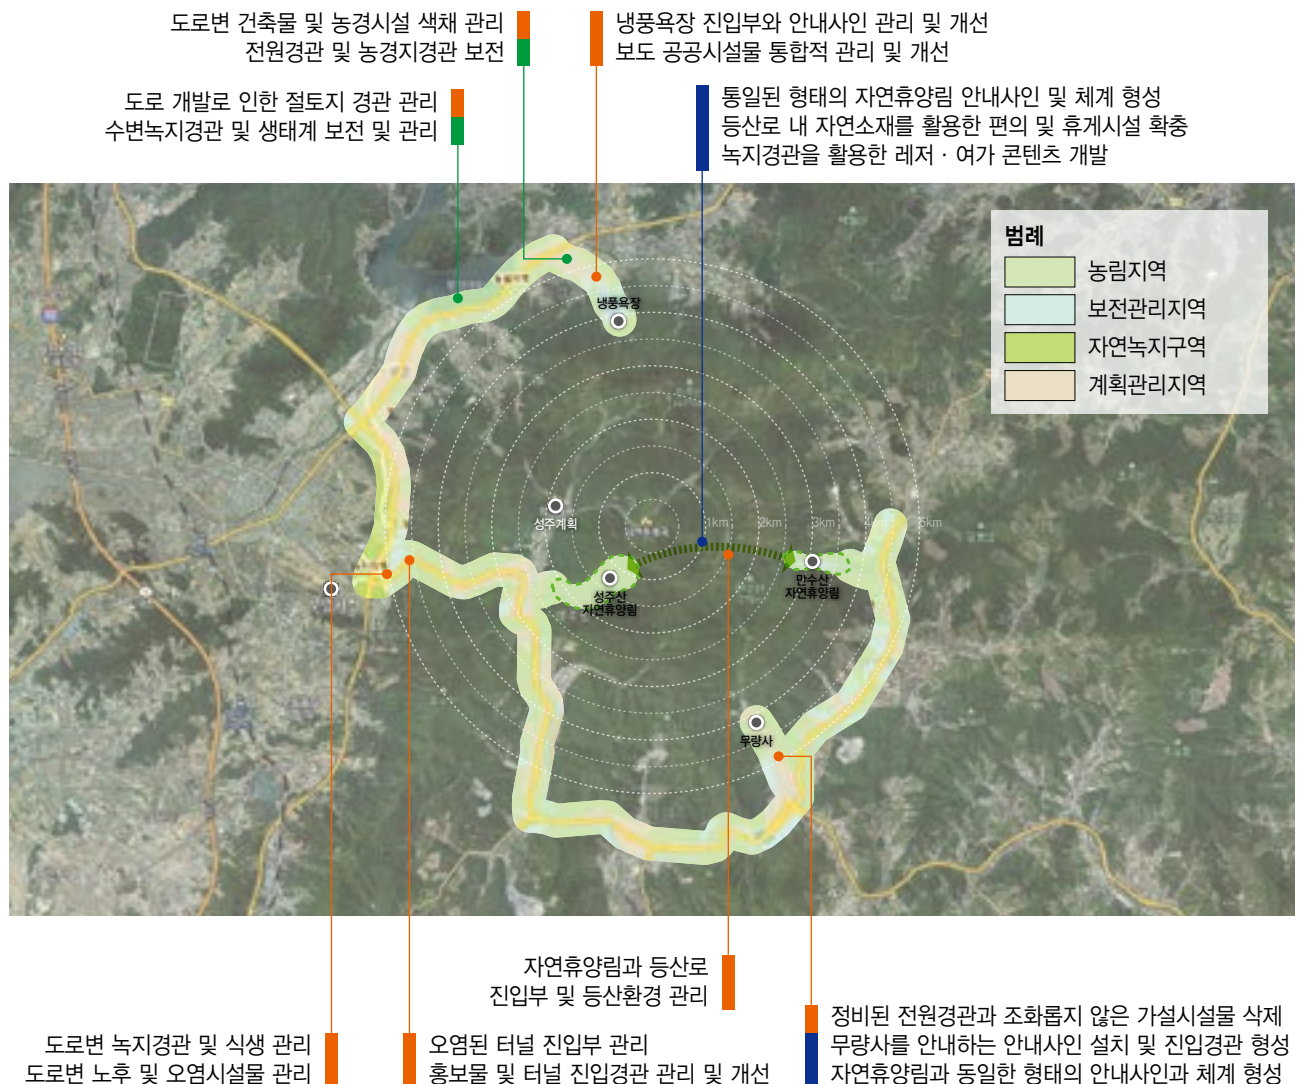 도로변 건축물 및 농경시설 색채 관리
전원경관 및 농경지경관 보전
냉풍욕장 진입부와 안내사인 관리 및 개선
보도 공공시설물 통합적 관리 및 개선
도로 개발로 인한 절토지 경관 관리
수변녹지경관 및 생태계 보전 및 관리
통일된 형태의 자연휴양림 안내사인 및 체계 형성
등산로 내 자연소재를 활용한 편의 및 휴게시설 확충
녹지경관을 활용한 레저 · 여가 콘텐츠 개발
범례
농림지역
보전관리지역
자연녹지구역
계획관리지역
냉풍욕장
성주계획
1km
2km
3km
4km
5km
성주산
자연휴양림
만수산
자연휴양림
무량사
자연휴양림과 등산로
진입부 및 등산환경 관리
도로변 녹지경관 및 식생 관리
도로변 노후 및 오염시설물 관리
오염된 터널 진입부 관리
홍보물 및 터널 진입경관 관리 및 개선
정비된 전원경관과 조화롭지 않은 가설시설물 삭제
무량사를 안내하는 안내사인 설치 및 진입경관 형성
자연휴양림과 동일한 형태의 안내사인과 체계 형성